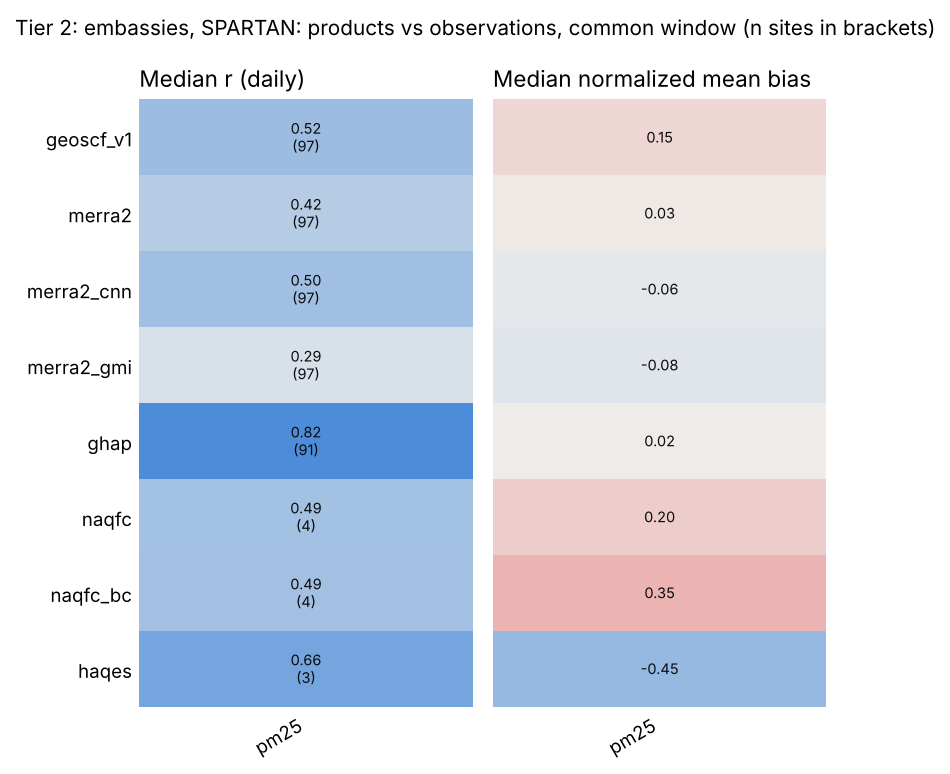 Tier 2: embassies, SPARTAN: products vs observations, common window (n sites in brackets)
Median r (daily)
Median normalized mean bias
geoscf_v1
0.52
(97)
0.15
merra2
0.42
(97)
0.03
merra2_cnn
0.50
(97)
-0.06
merra2_gmi
0.29
(97)
-0.08
ghap
0.82
(91)
0.02
naqfc
0.49
(4)
0.20
naqfc_bc
0.49
(4)
0.35
haqes
0.66
(3)
-0.45
pm25
pm25